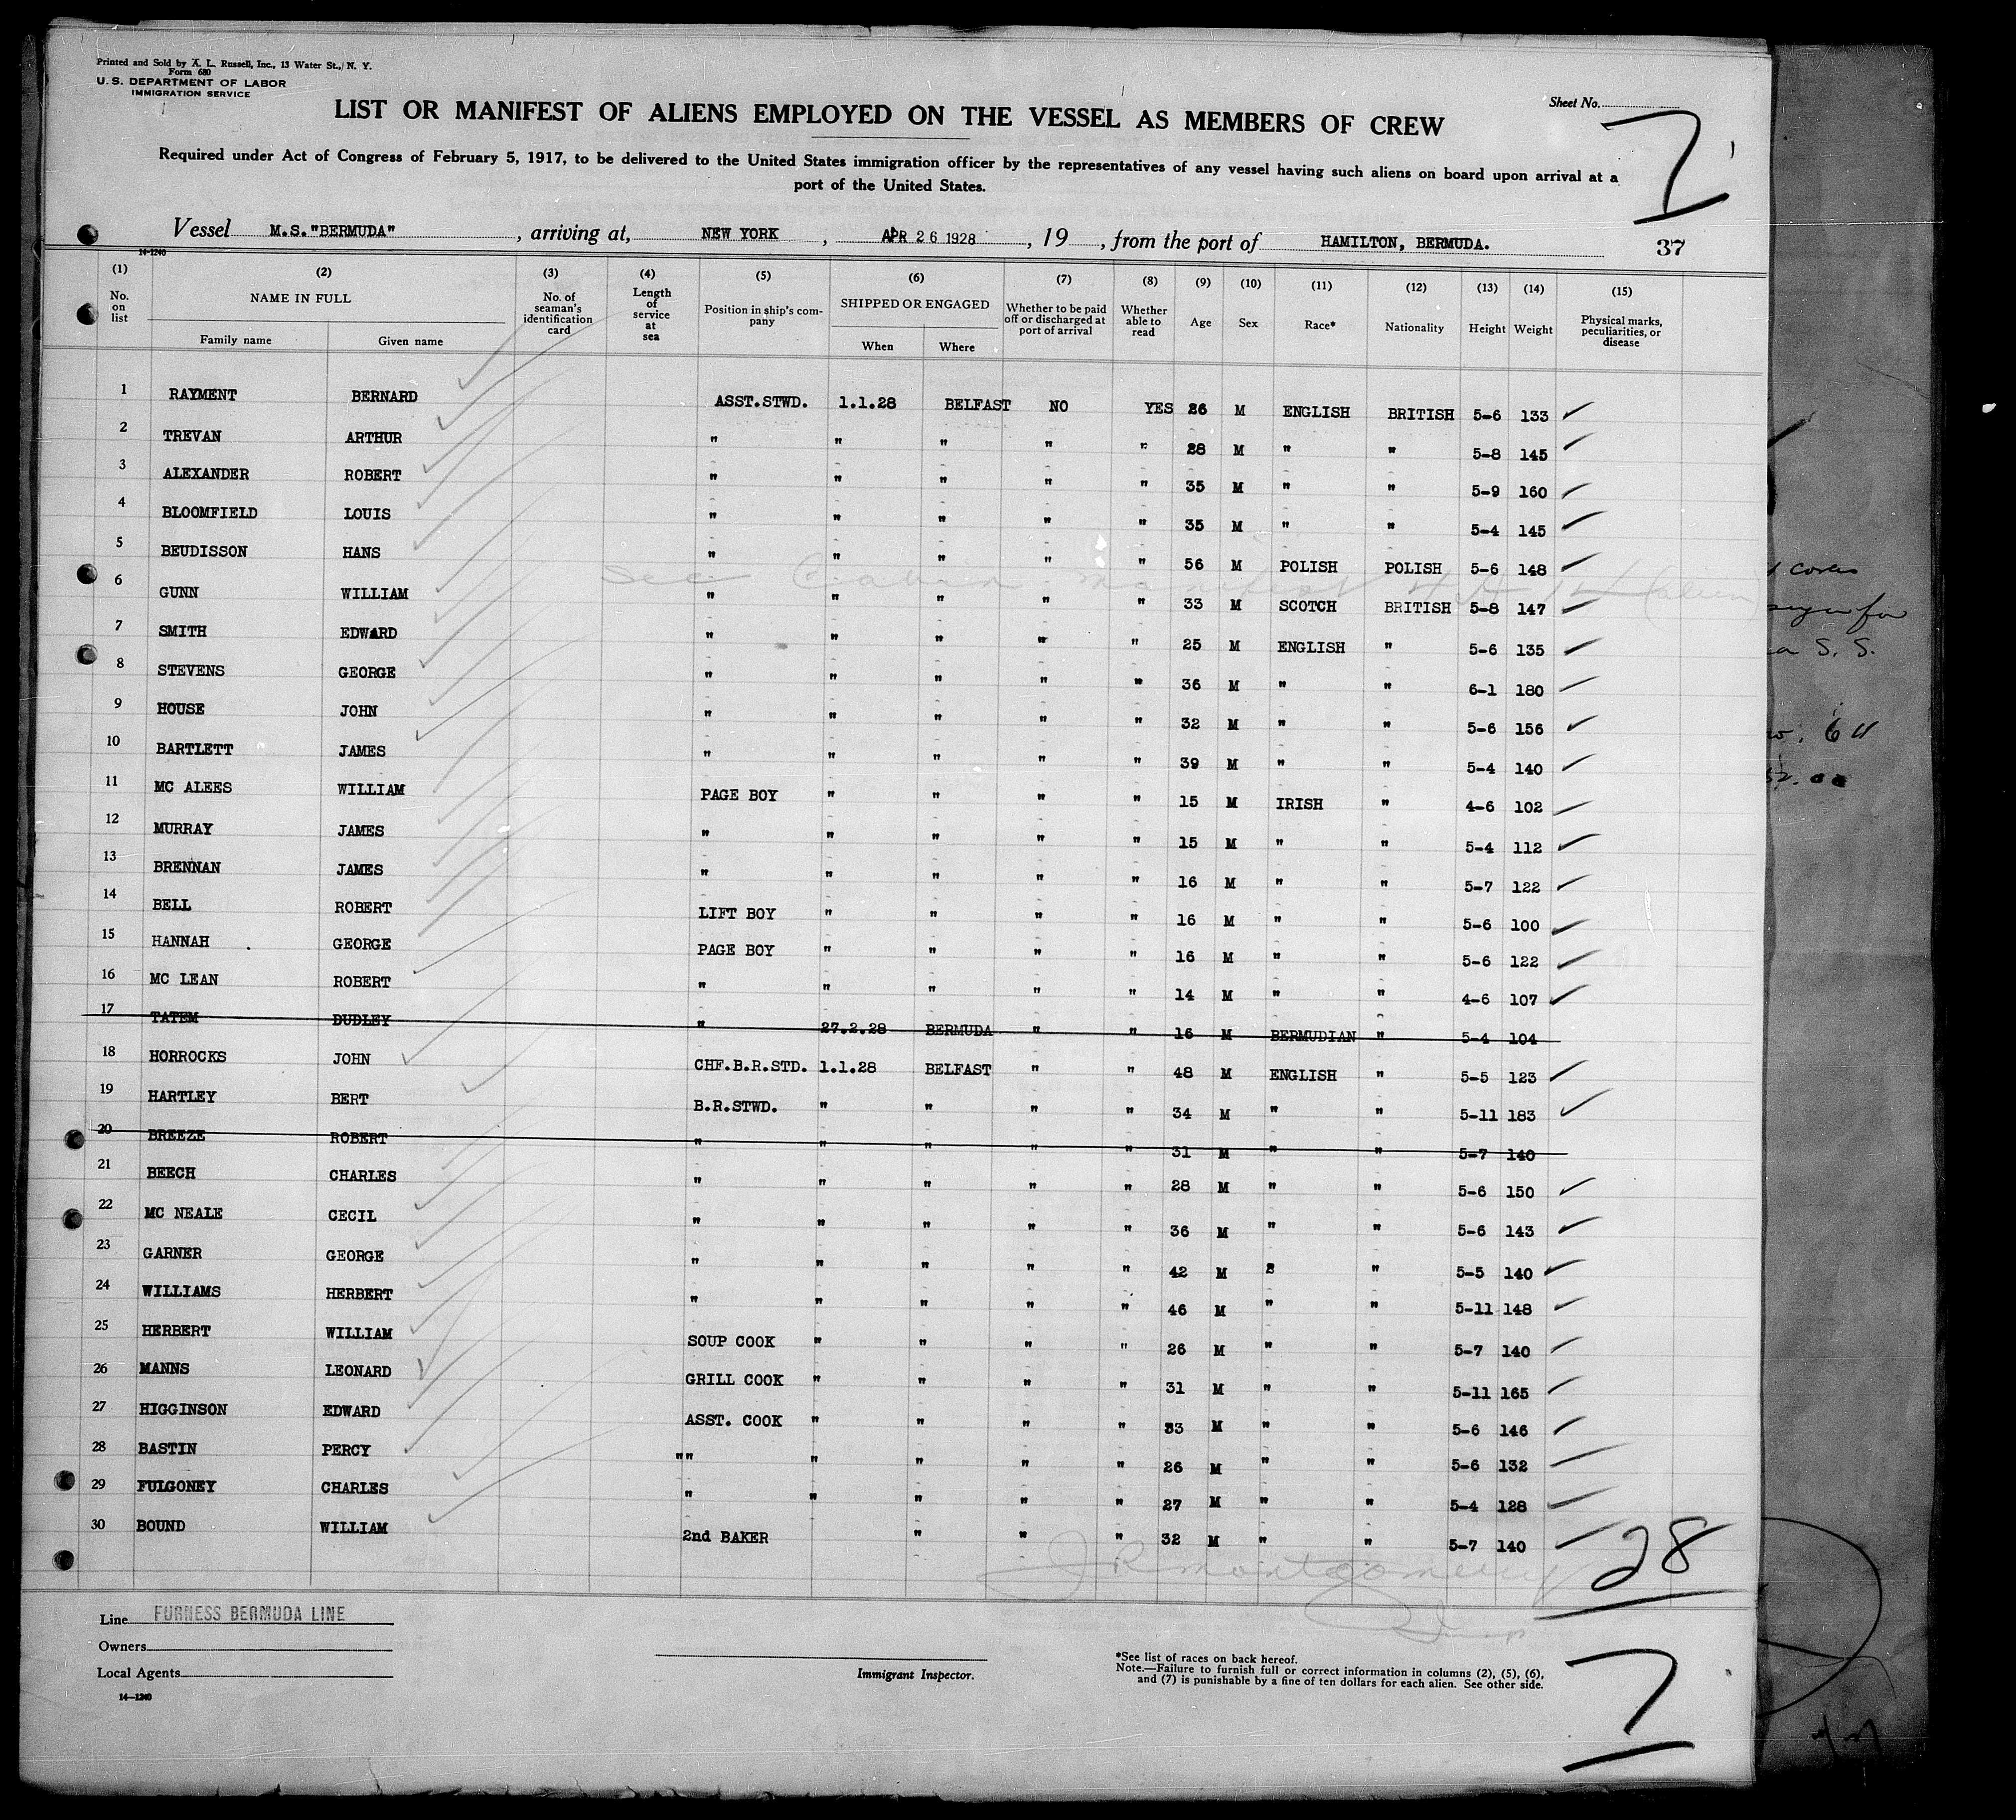 Printed and Sold by A. L. Russell, Inc., 13 Water St., N. Y.
Form 680
U. S. DEPARTMENT OF LABOR
IMMIGRATION SERVICE
Sheet No.
LIST OR MANIFEST OF ALIENS EMPLOYED ON THE VESSEL AS MEMBERS OF CREW
Required under Act of Congress of February 5, 1917, to be delivered to the United States immigration officer by the representatives of any vessel having such aliens on board upon arrival at a
port of the United States.
Vessel M.S."BERMUDA", arriving at, NEW YORK, APR 26 1928, 19 , from the port of HAMILTON, BERMUDA. 37
14-1240
(1) (2) (3) (4) (5) (6) (7) (8) (9) (10) (11) (12) (13) (14) (15)
No. on list NAME IN FULL Family name Given name No. of seaman's identification card Length of service at sea Position in ship's company SHIPPED OR ENGAGED When Where Whether to be paid off or discharged at port of arrival Whether able to read Age Sex Race* Nationality Height Weight Physical marks, peculiarities, or disease
1 RAYMENT BERNARD ASST.STWD. 1.1.28 BELFAST NO YES 26 M ENGLISH BRITISH 5-6 133
2 TREVAN ARTHUR " " " " " 28 M " " 5-8 145
3 ALEXANDER ROBERT " " " " " 35 M " " 5-9 160
4 BLOOMFIELD LOUIS " " " " " 35 M " " 5-4 145
5 BEUDISSON HANS " " " " " 56 M POLISH POLISH 5-6 148
6 GUNN WILLIAM " " " " " 33 M SCOTCH BRITISH 5-8 147
7 SMITH EDWARD " " " " " 25 M ENGLISH " 5-6 135
8 STEVENS GEORGE " " " " " 36 M " " 6-1 180
9 HOUSE JOHN " " " " " 32 M " " 5-6 156
10 BARTLETT JAMES " " " " " 39 M " " 5-4 140
11 MC ALEES WILLIAM PAGE BOY " " " " 15 M IRISH " 4-6 102
12 MURRAY JAMES " " " " " 15 M " " 5-4 112
13 BRENNAN JAMES " " " " " 16 M " " 5-7 122
14 BELL ROBERT LIFT BOY " " " " 16 M " " 5-6 100
15 HANNAH GEORGE PAGE BOY " " " " 16 M " " 5-6 122
16 MC LEAN ROBERT " " " " " 14 M " " 4-6 107
17 TATEM DUDLEY " 27.2.28 BERMUDA " " 16 M BERMUDIAN " 5-4 104
18 HORROCKS JOHN CHF.B.R.STD. 1.1.28 BELFAST " " 48 M ENGLISH " 5-5 123
19 HARTLEY BERT B.R.STWD. " " " " 34 M " " 5-11 183
20 BREEZE ROBERT " " " " " 31 M " " 5-7 140
21 BEECH CHARLES " " " " " 28 M " " 5-6 150
22 MC NEALE CECIL " " " " " 36 M " " 5-6 143
23 GARNER GEORGE " " " " " 42 M " 5-5 140
24 WILLIAMS HERBERT " " " " " 46 M " " 5-11 148
25 HERBERT WILLIAM SOUP COOK " " " " 26 M " " 5-7 140
26 MANNS LEONARD GRILL COOK " " " " 31 M " " 5-11 165
27 HIGGINSON EDWARD ASST. COOK " " " " 33 M " " 5-6 146
28 BASTIN PERCY "" " " " " 26 M " " 5-6 132
29 FULGONEY CHARLES " " " " " 27 M " " 5-4 128
30 BOUND WILLIAM 2nd BAKER " " " 32 M " " 5-7 140
28
J R Montgomery
Line FURNESS BERMUDA LINE
Owners
Local Agents
14-1240
Immigrant Inspector.
*See list of races on back hereof.
Note.—Failure to furnish full or correct information in columns (2), (5), (6),
and (7) is punishable by a fine of ten dollars for each alien. See other side.
7